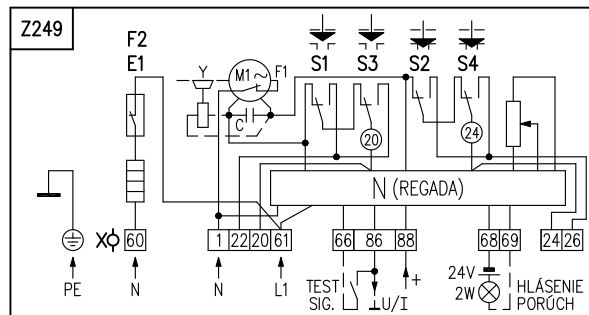 Z249
F2
E1
Y
M1 ~
F1
C
S1
S3
S2
S4
20
24
N (REGADA)
X
60
1
22
20
61
66
86
88
68
69
24
26
PE
N
N
L1
TEST
SIG.
U/I
+
24V
2W
HLÁSENIE
PORÚCH